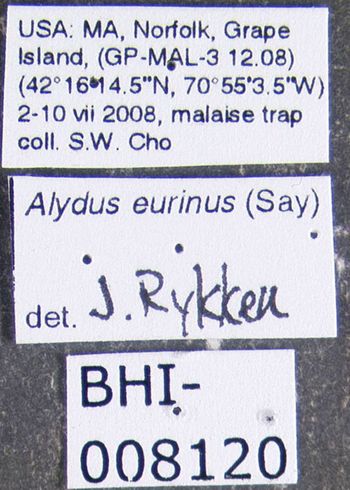 USA: MA, Norfolk, Grape
Island, (GP-MAL-3 12.08)
(42°16'14.5"N, 70°55'3.5"W)
2-10 vii 2008, malaise trap
coll. S.W. Cho
Alydus eurinus (Say)
det. J. Rykken
BHI-
008120